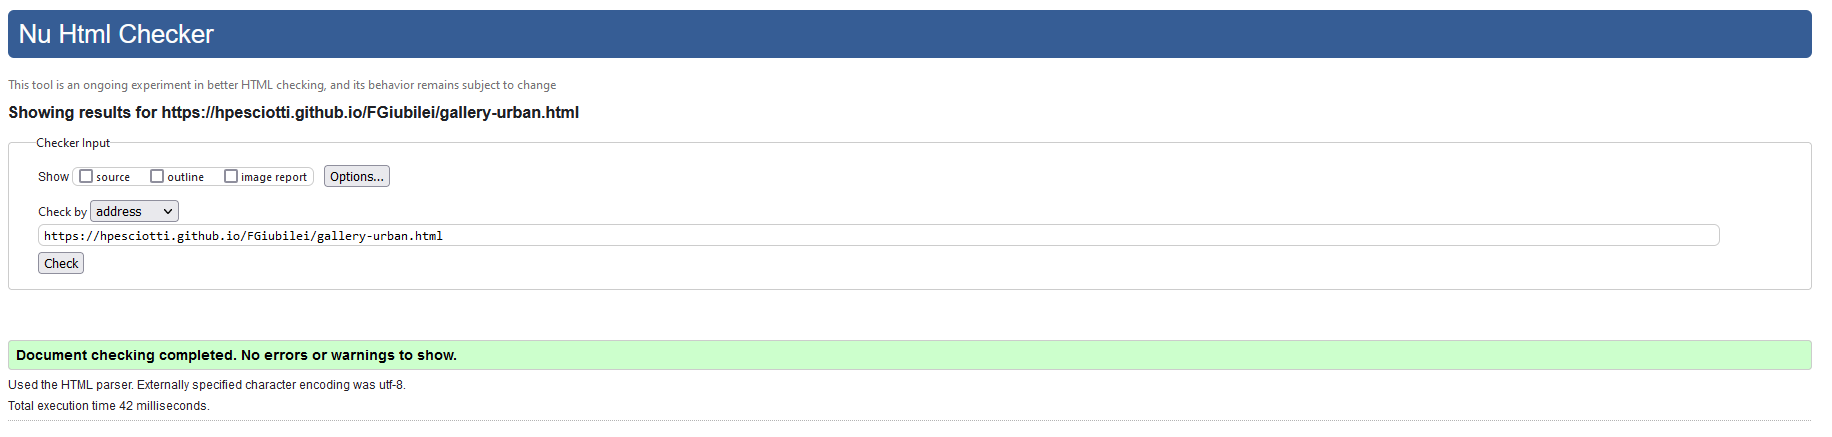 Nu Html Checker
This tool is an ongoing experiment in better HTML checking, and its behavior remains subject to change
Showing results for https://hpesciotti.github.io/FGiubilei/gallery-urban.html
Checker Input
Show source outline image report Options...
Check by address
https://hpesciotti.github.io/FGiubilei/gallery-urban.html
Check
Document checking completed. No errors or warnings to show.
Used the HTML parser. Externally specified character encoding was utf-8.
Total execution time 42 milliseconds.